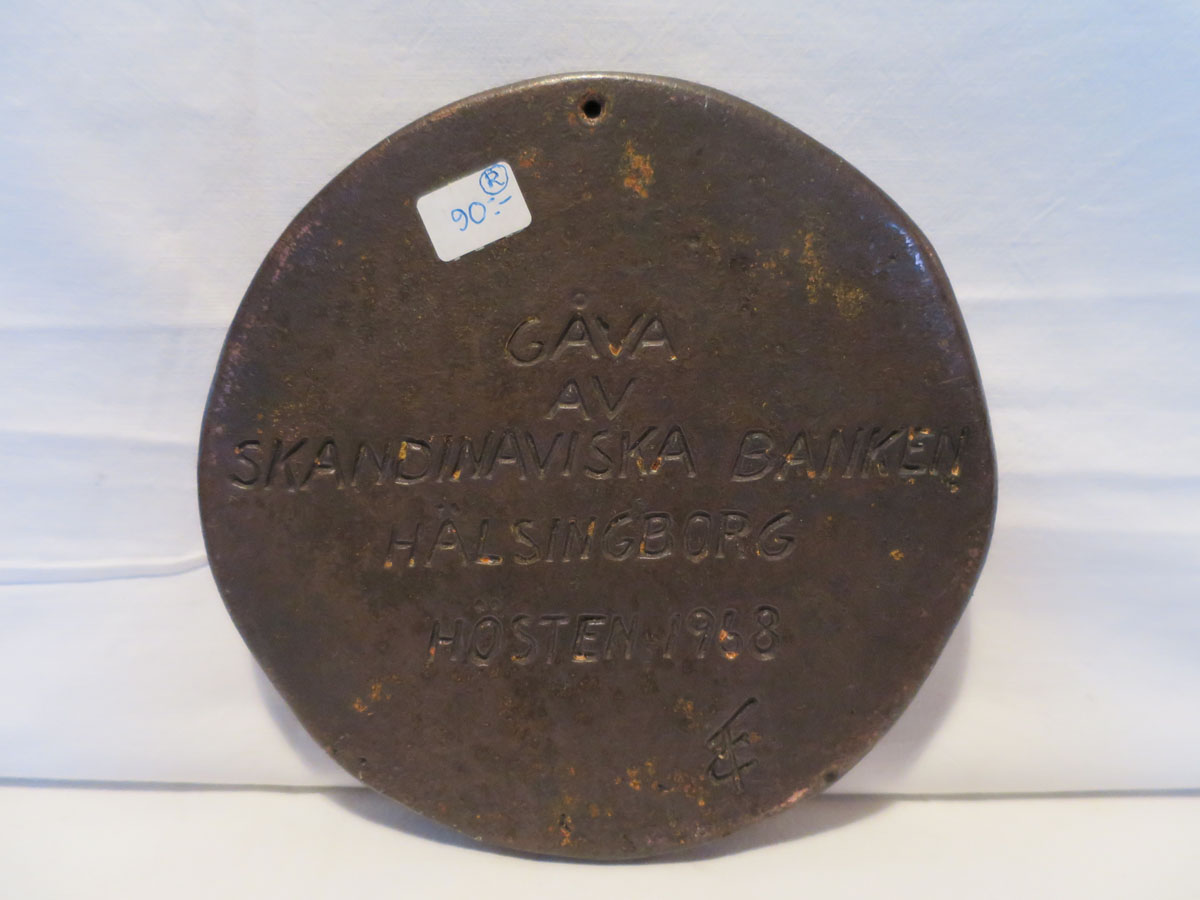 ®
90:-
GÅVA
AV
SKANDINAVISKA BANKEN
HÄLSINGBORG
HÖSTEN 1968